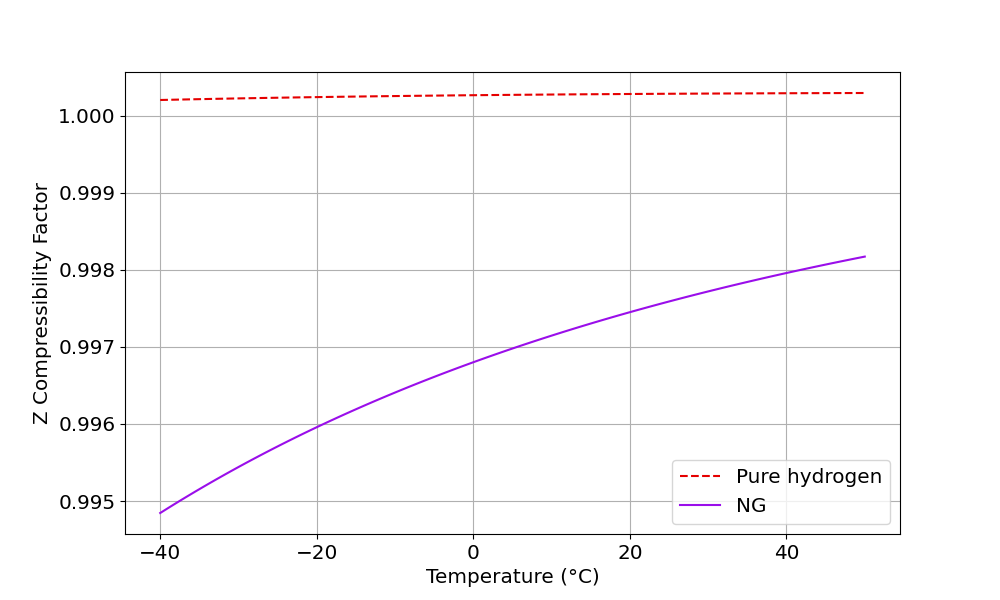 1.000
0.999
0.998
0.997
0.996
0.995
Z Compressibility Factor
Pure hydrogen
NG
−40 −20 0 20 40
Temperature (°C)